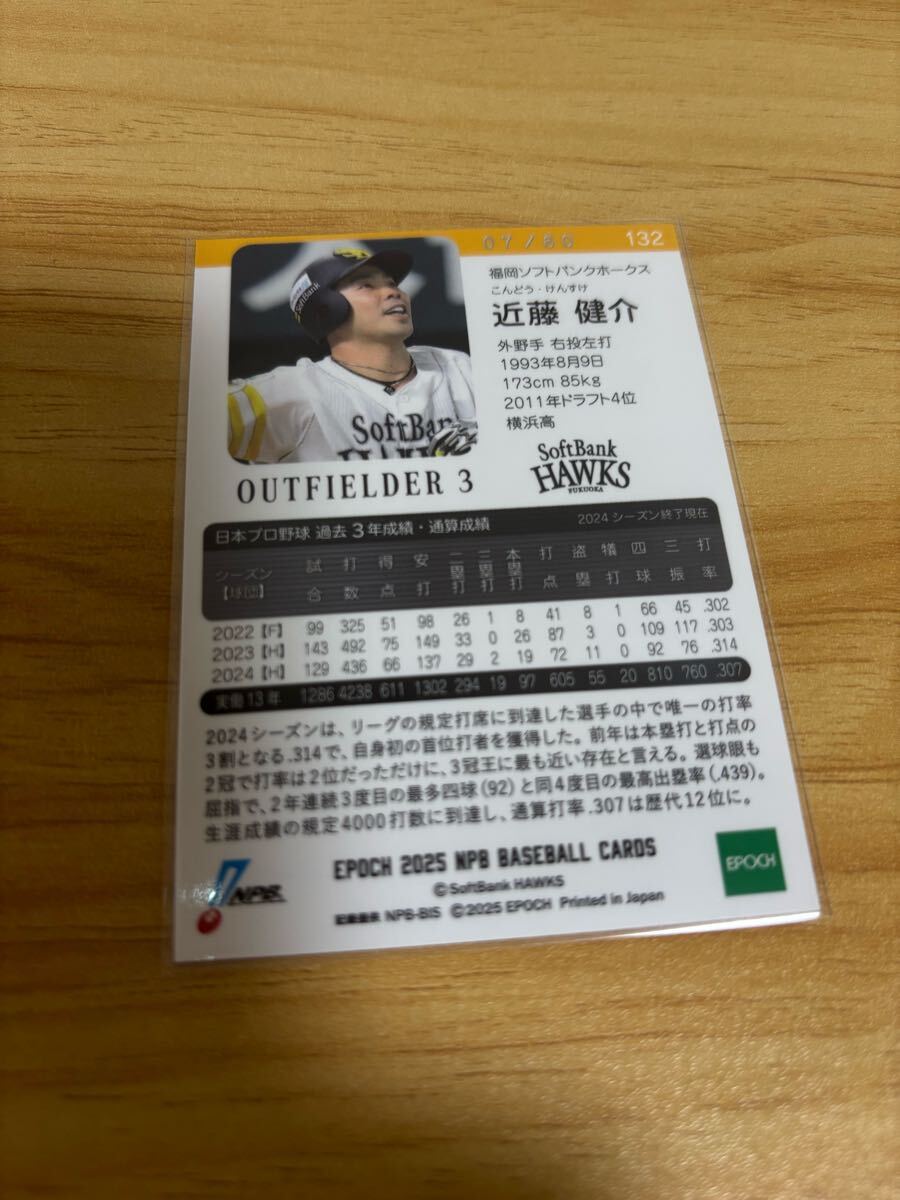 07/80
132
福岡ソフトバンクホークス
こんどう・けんすけ
近藤 健介
外野手 右投左打
1993年8月9日
173cm 85kg
2011年ドラフト4位
横浜高
SoftBank
SoftBank
HAWKS
OUTFIELDER 3
SoftBank
HAWKS
FUKUOKA
日本プロ野球 過去3年成績・通算成績
2024シーズン終了現在
シーズン【球団】 試合 打数 得点 安打 二塁打 三塁打 本塁打 打点 盗塁 犠打 四球 三振 打率
2022【F】 99 325 51 98 26 1 8 41 8 1 66 45 .302
2023【H】 143 492 75 149 33 0 26 87 3 0 109 117 .303
2024【H】 129 436 66 137 29 2 19 72 11 0 92 76 .314
実働13年 1286 4238 611 1302 294 19 97 605 55 20 810 760 .307
2024シーズンは、リーグの規定打席に到達した選手の中で唯一の打率
3割となる.314で、自身初の首位打者を獲得した。前年は本塁打と打点の
2冠で打率は2位だっただけに、3冠王に最も近い存在と言える。選球眼も
屈指で、2年連続3度目の最多四球(92)と同4度目の最高出塁率(.439)。
生涯成績の規定4000打数に到達し、通算打率.307は歴代12位に。
NPB
EPOCH 2025 NPB BASEBALL CARDS
©SoftBank HAWKS
記録提供 NPB-BIS ©2025 EPOCH Printed in Japan
EPOCH